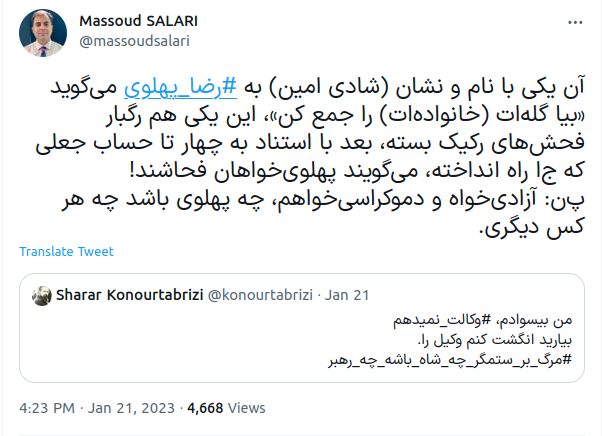 Massoud SALARI
@massoudsalari
آن یکی با نام و نشان (شادی امین) به #رضا_پهلوی می‌گوید
«بیا گله‌ات (خانواده‌ات) را جمع کن»، این یکی هم رگبار
فحش‌های رکیک بسته، بعد با استناد به چهار تا حساب جعلی
که ج‌ا راه انداخته، می‌گویند پهلوی‌خواهان فحاشند!
پ‌ن: آزادی‌خواه و دموکراسی‌خواهم، چه پهلوی باشد چه هر
کس دیگری.
Translate Tweet
Sharar Konourtabrizi @konourtabrizi · Jan 21
من بیسوادم، #وکالت_نمیدهم
بیارید انگشت کنم وکیل را.
#مرگ_بر_ستمگر_چه_شاه_باشه_چه_رهبر
4:23 PM · Jan 21, 2023 · 4,668 Views